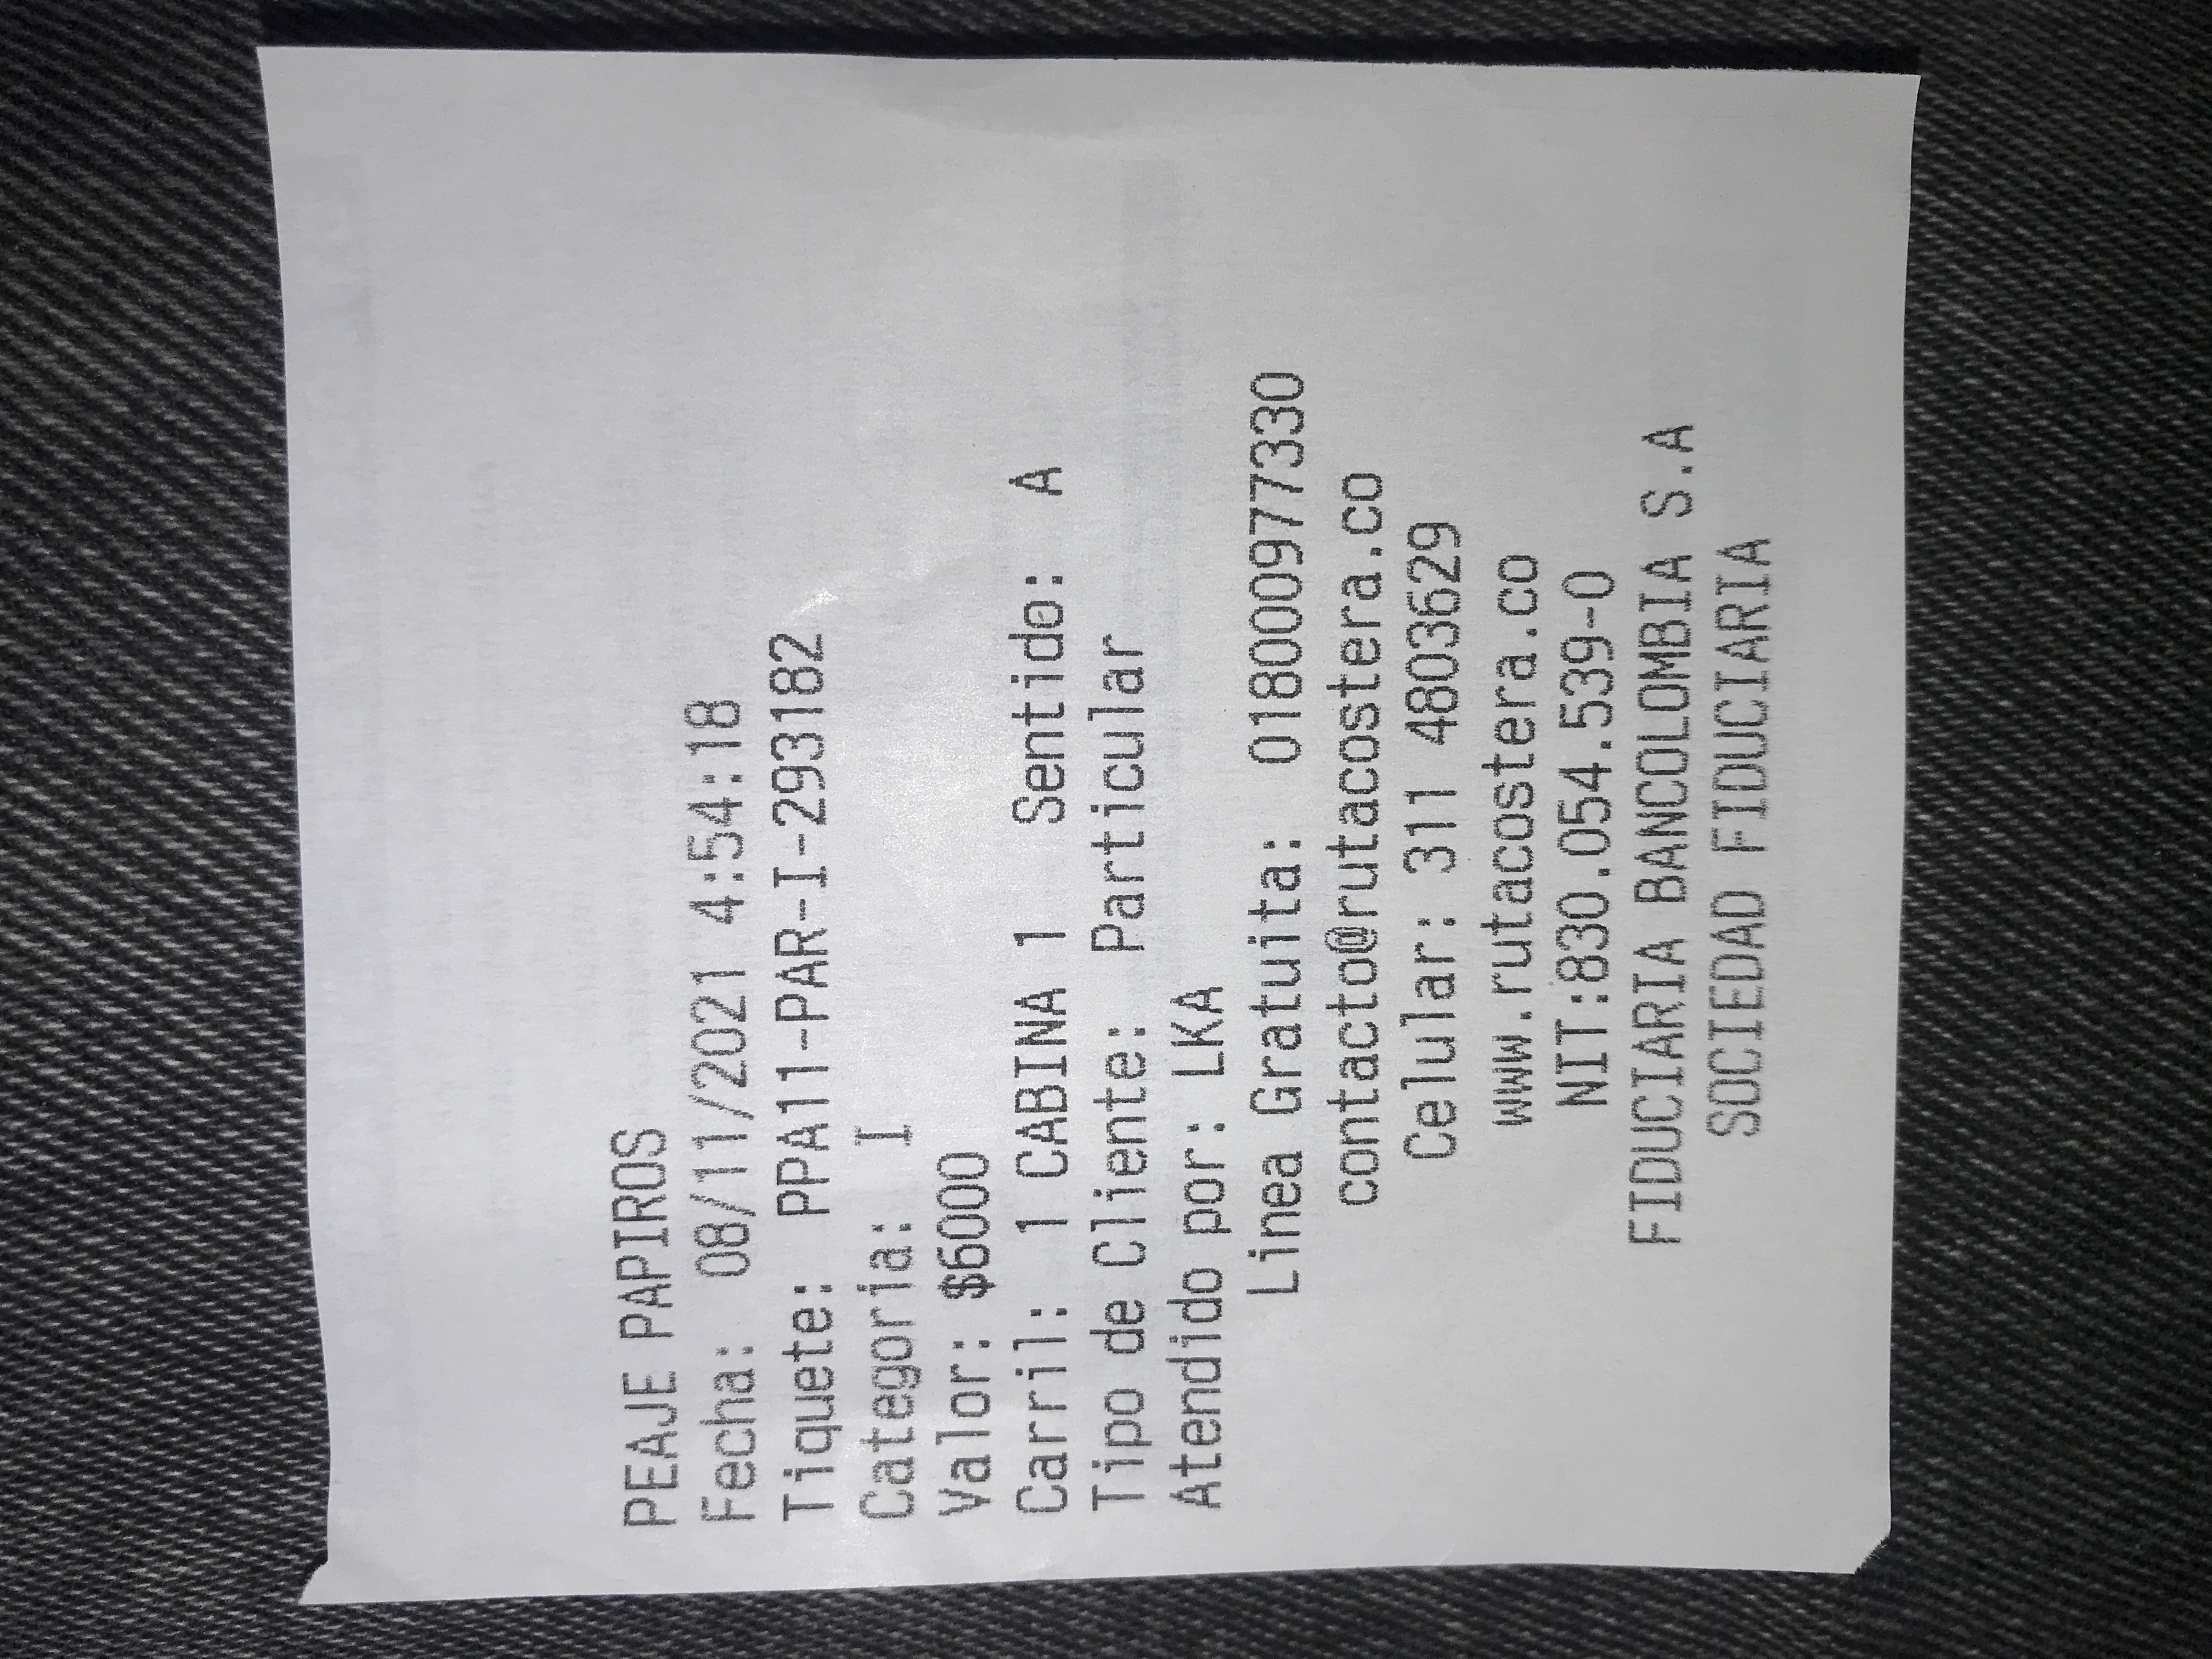 PEAJE PAPIROS
Fecha: 08/11/2021 4:54:18
Tiquete: PPA11-PAR-I-293182
Categoria: I
Valor: $6000
Carril: 1 CABINA 1 Sentido: A
Tipo de Cliente: Particular
Atendido por: LKA
Linea Gratuita: 018000977330
contacto@rutacostera.co
Celular: 311 4803629
www.rutacostera.co
NIT:830.054.539-0
FIDUCIARIA BANCOLOMBIA S.A
SOCIEDAD FIDUCIARIA